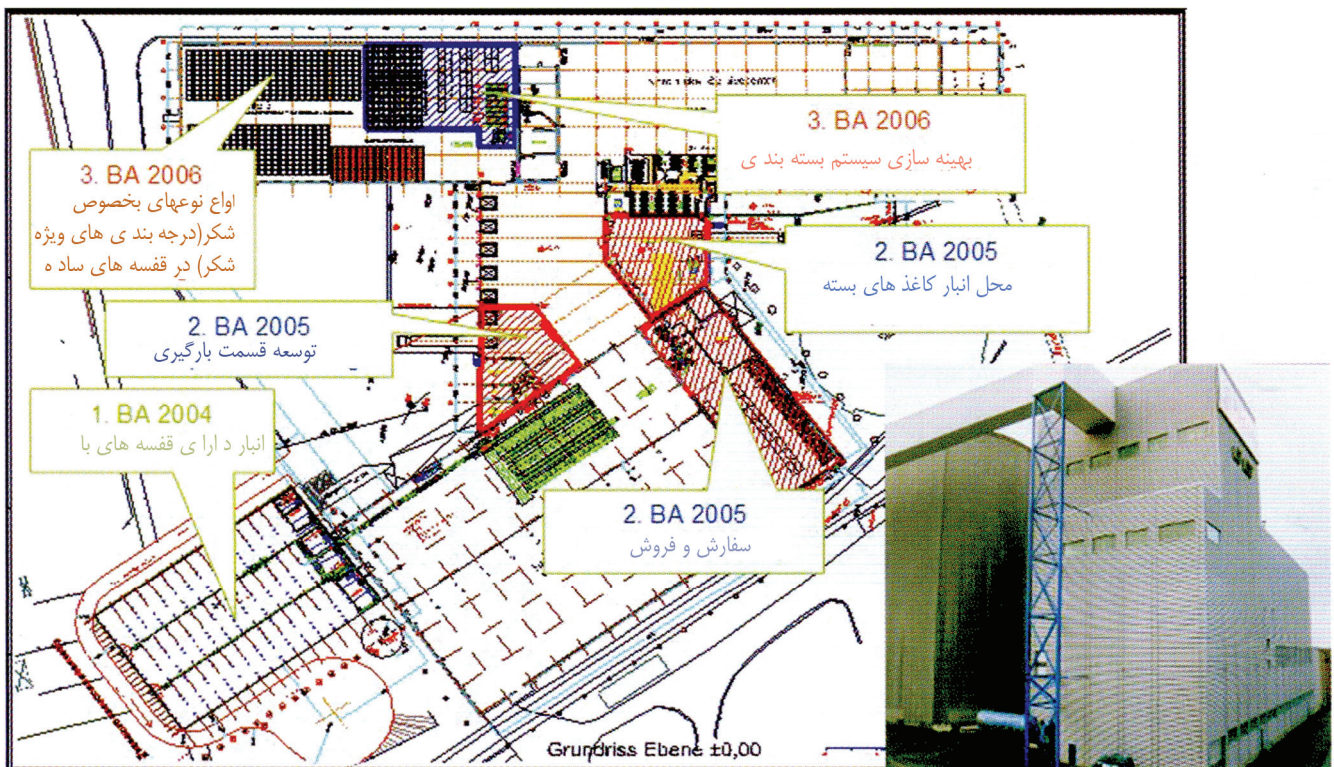 3. BA 2006
بهینه سازی سیستم بسته بند ی
3. BA 2006
اواع نوعهای بخصوص
شکر(درجه بند ی های ویژه
شکر) در قفسه های ساد ه
2. BA 2005
محل انبار کاغذ های بسته
2. BA 2005
توسعه قسمت بارگیری
1. BA 2004
انبار د ارا ی قفسه های با
2. BA 2005
سفارش و فروش
Grundriss Ebene ±0,00